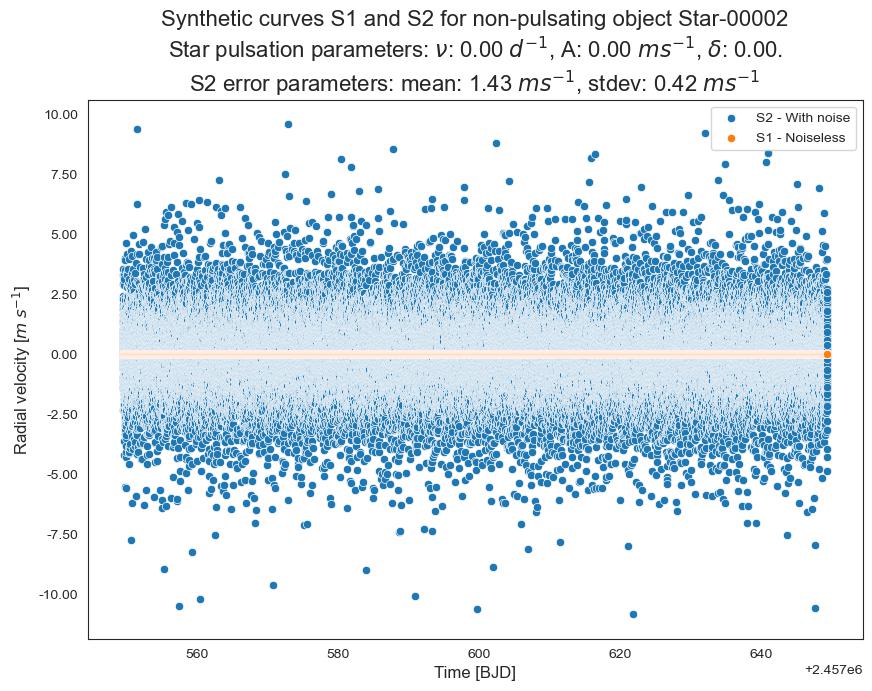 Synthetic curves S1 and S2 for non-pulsating object Star-00002
Star pulsation parameters: ν: 0.00 d⁻¹, A: 0.00 ms⁻¹, δ: 0.00.
S2 error parameters: mean: 1.43 ms⁻¹, stdev: 0.42 ms⁻¹
S2 - With noise
S1 - Noiseless
10.00
7.50
5.00
2.50
0.00
-2.50
-5.00
-7.50
-10.00
Radial velocity [m s⁻¹]
560
580
600
620
640
+2.457e6
Time [BJD]